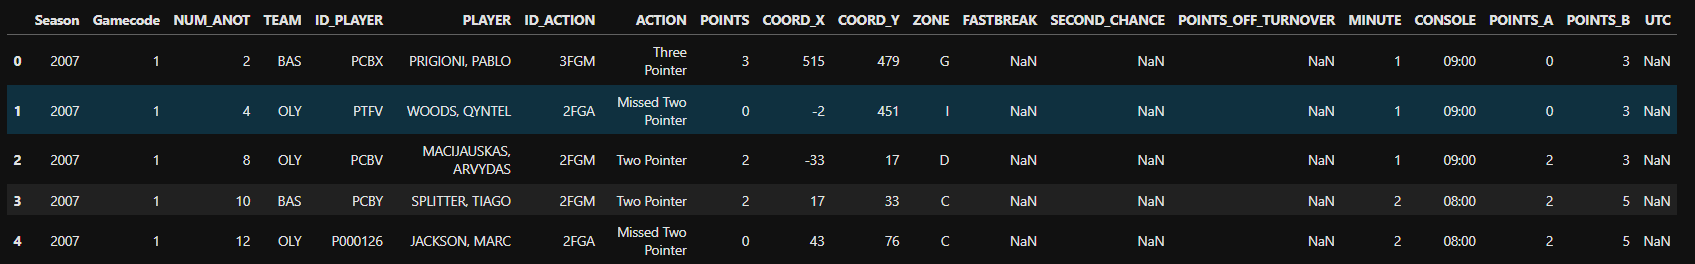 Season Gamecode NUM_ANOT TEAM ID_PLAYER PLAYER ID_ACTION ACTION POINTS COORD_X COORD_Y ZONE FASTBREAK SECOND_CHANCE POINTS_OFF_TURNOVER MINUTE CONSOLE POINTS_A POINTS_B UTC
0 2007 1 2 BAS PCBX PRIGIONI, PABLO 3FGM Three Pointer 3 515 479 G NaN NaN NaN 1 09:00 0 3 NaN
1 2007 1 4 OLY PTFV WOODS, QYNTEL 2FGA Missed Two Pointer 0 -2 451 I NaN NaN NaN 1 09:00 0 3 NaN
2 2007 1 8 OLY PCBV MACIJAUSKAS, ARVYDAS 2FGM Two Pointer 2 -33 17 D NaN NaN NaN 1 09:00 2 3 NaN
3 2007 1 10 BAS PCBY SPLITTER, TIAGO 2FGM Two Pointer 2 17 33 C NaN NaN NaN 2 08:00 2 5 NaN
4 2007 1 12 OLY P000126 JACKSON, MARC 2FGA Missed Two Pointer 0 43 76 C NaN NaN NaN 2 08:00 2 5 NaN